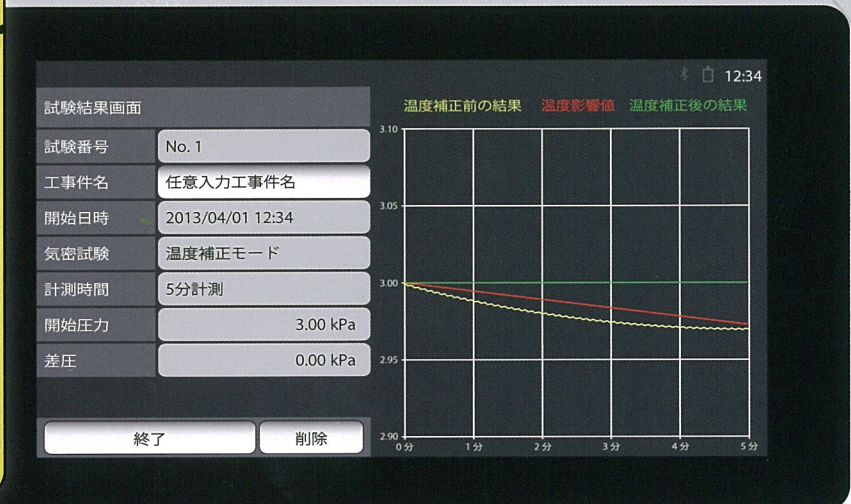 12:34
試験結果画面
試験番号 No. 1
工事件名 任意入力工事件名
開始日時 2013/04/01 12:34
気密試験 温度補正モード
計測時間 5分計測
開始圧力 3.00 kPa
差圧 0.00 kPa
終了 削除
温度補正前の結果 温度影響値 温度補正後の結果
3.10
3.05
3.00
2.95
2.90
0分 1分 2分 3分 4分 5分